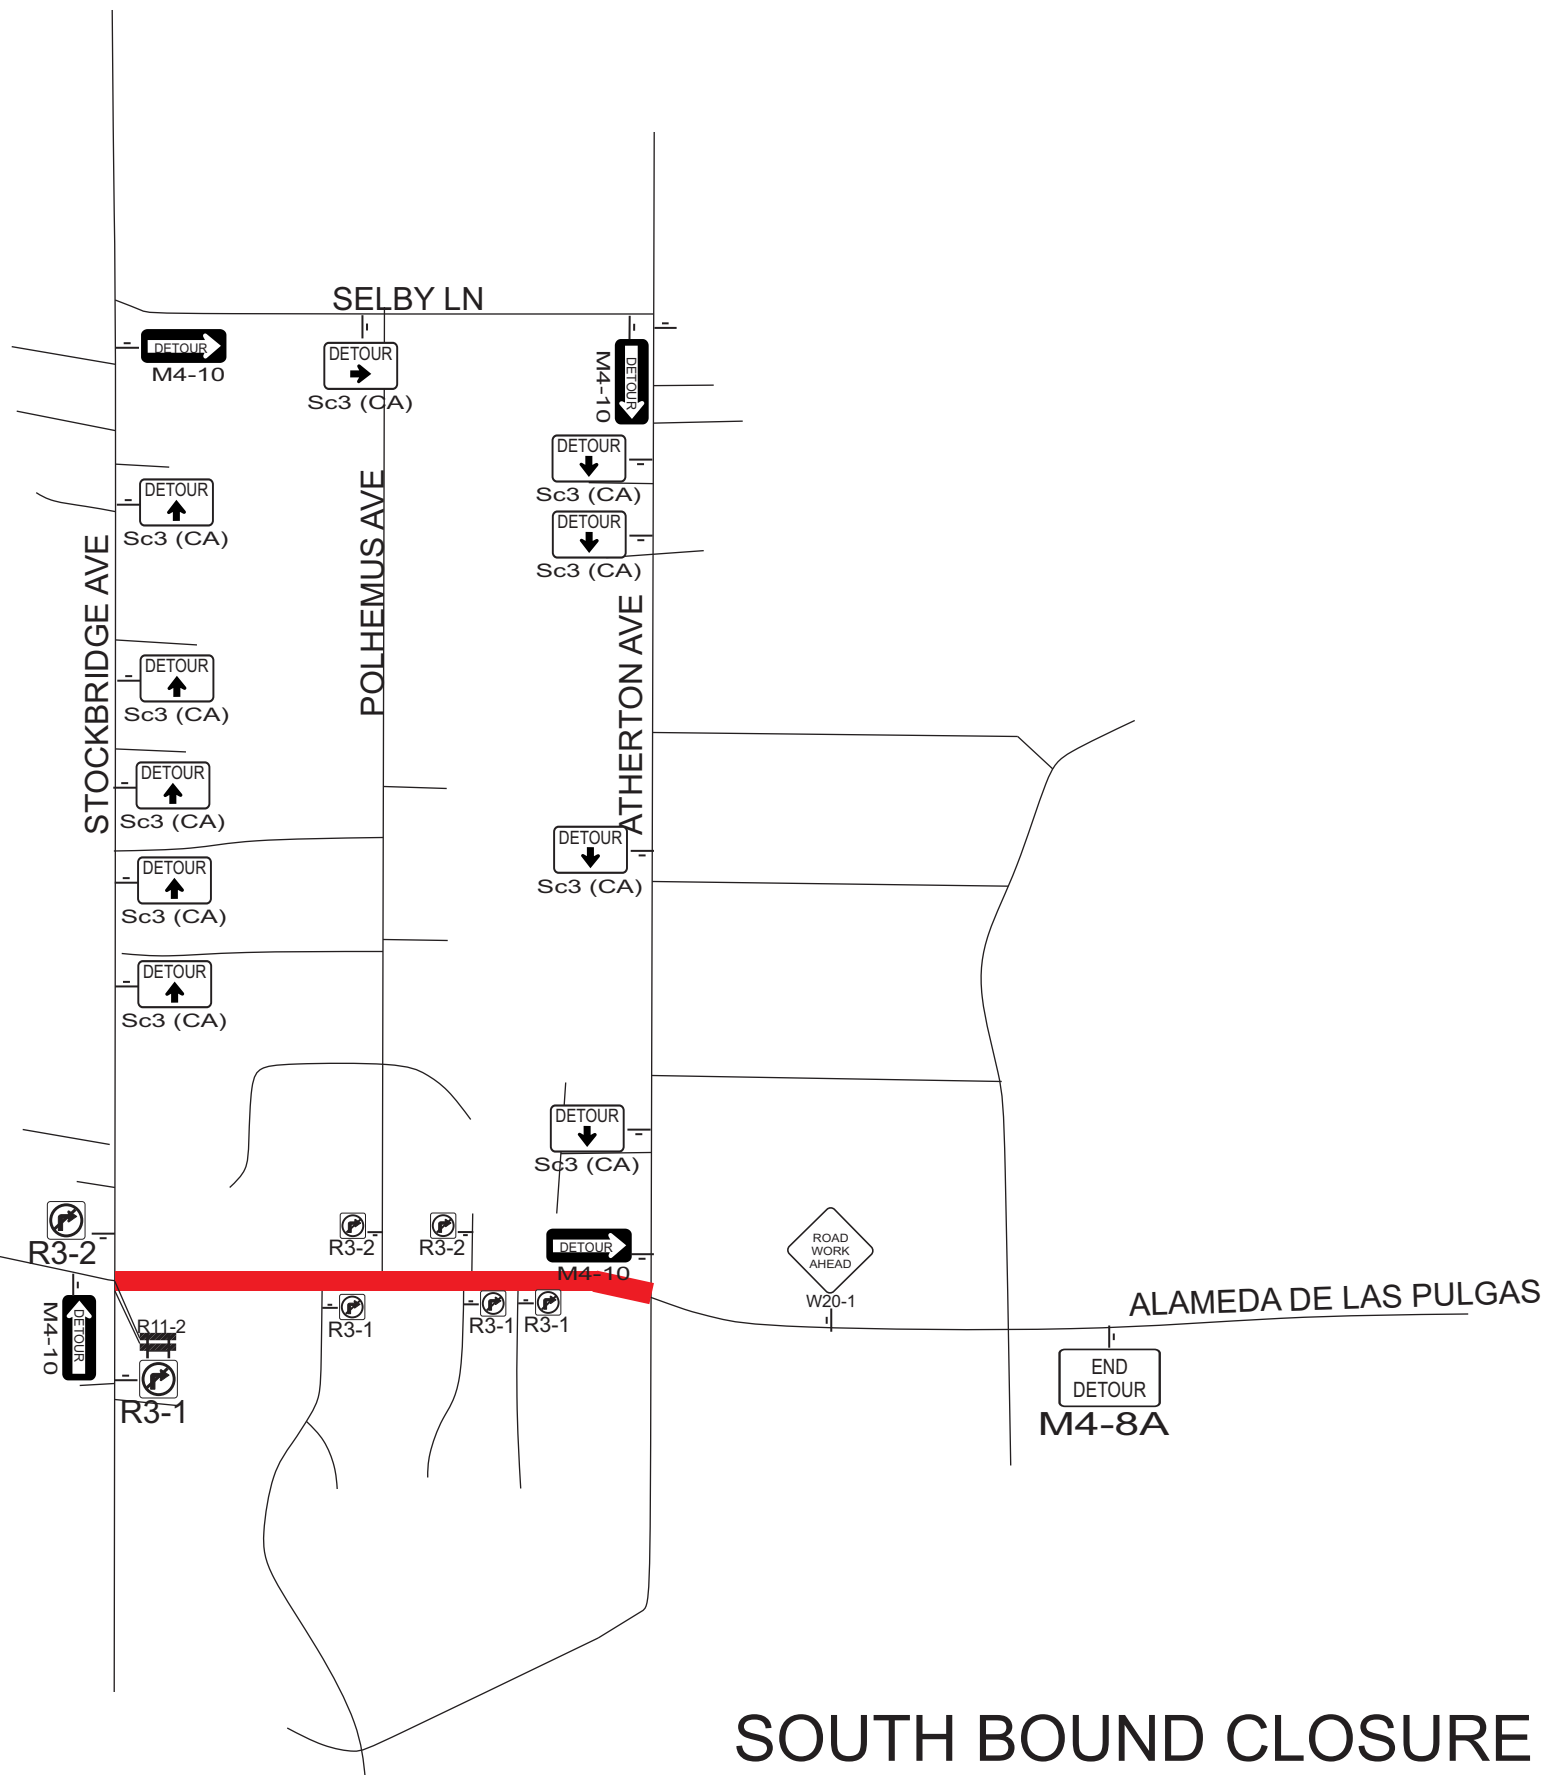 SELBY LN
DETOUR
M4-10
DETOUR
Sc3 (CA)
DETOUR
M4-10
DETOUR
Sc3 (CA)
DETOUR
Sc3 (CA)
DETOUR
Sc3 (CA)
STOCKBRIDGE AVE
POLHEMUS AVE
ATHERTON AVE
DETOUR
Sc3 (CA)
DETOUR
Sc3 (CA)
DETOUR
Sc3 (CA)
DETOUR
Sc3 (CA)
DETOUR
Sc3 (CA)
DETOUR
Sc3 (CA)
R3-2
R3-2
R3-2
DETOUR
M4-10
ROAD
WORK
AHEAD
W20-1
ALAMEDA DE LAS PULGAS
DETOUR
M4-10
R11-2
R3-1
R3-1
R3-1
R3-1
END
DETOUR
M4-8A
SOUTH BOUND CLOSURE